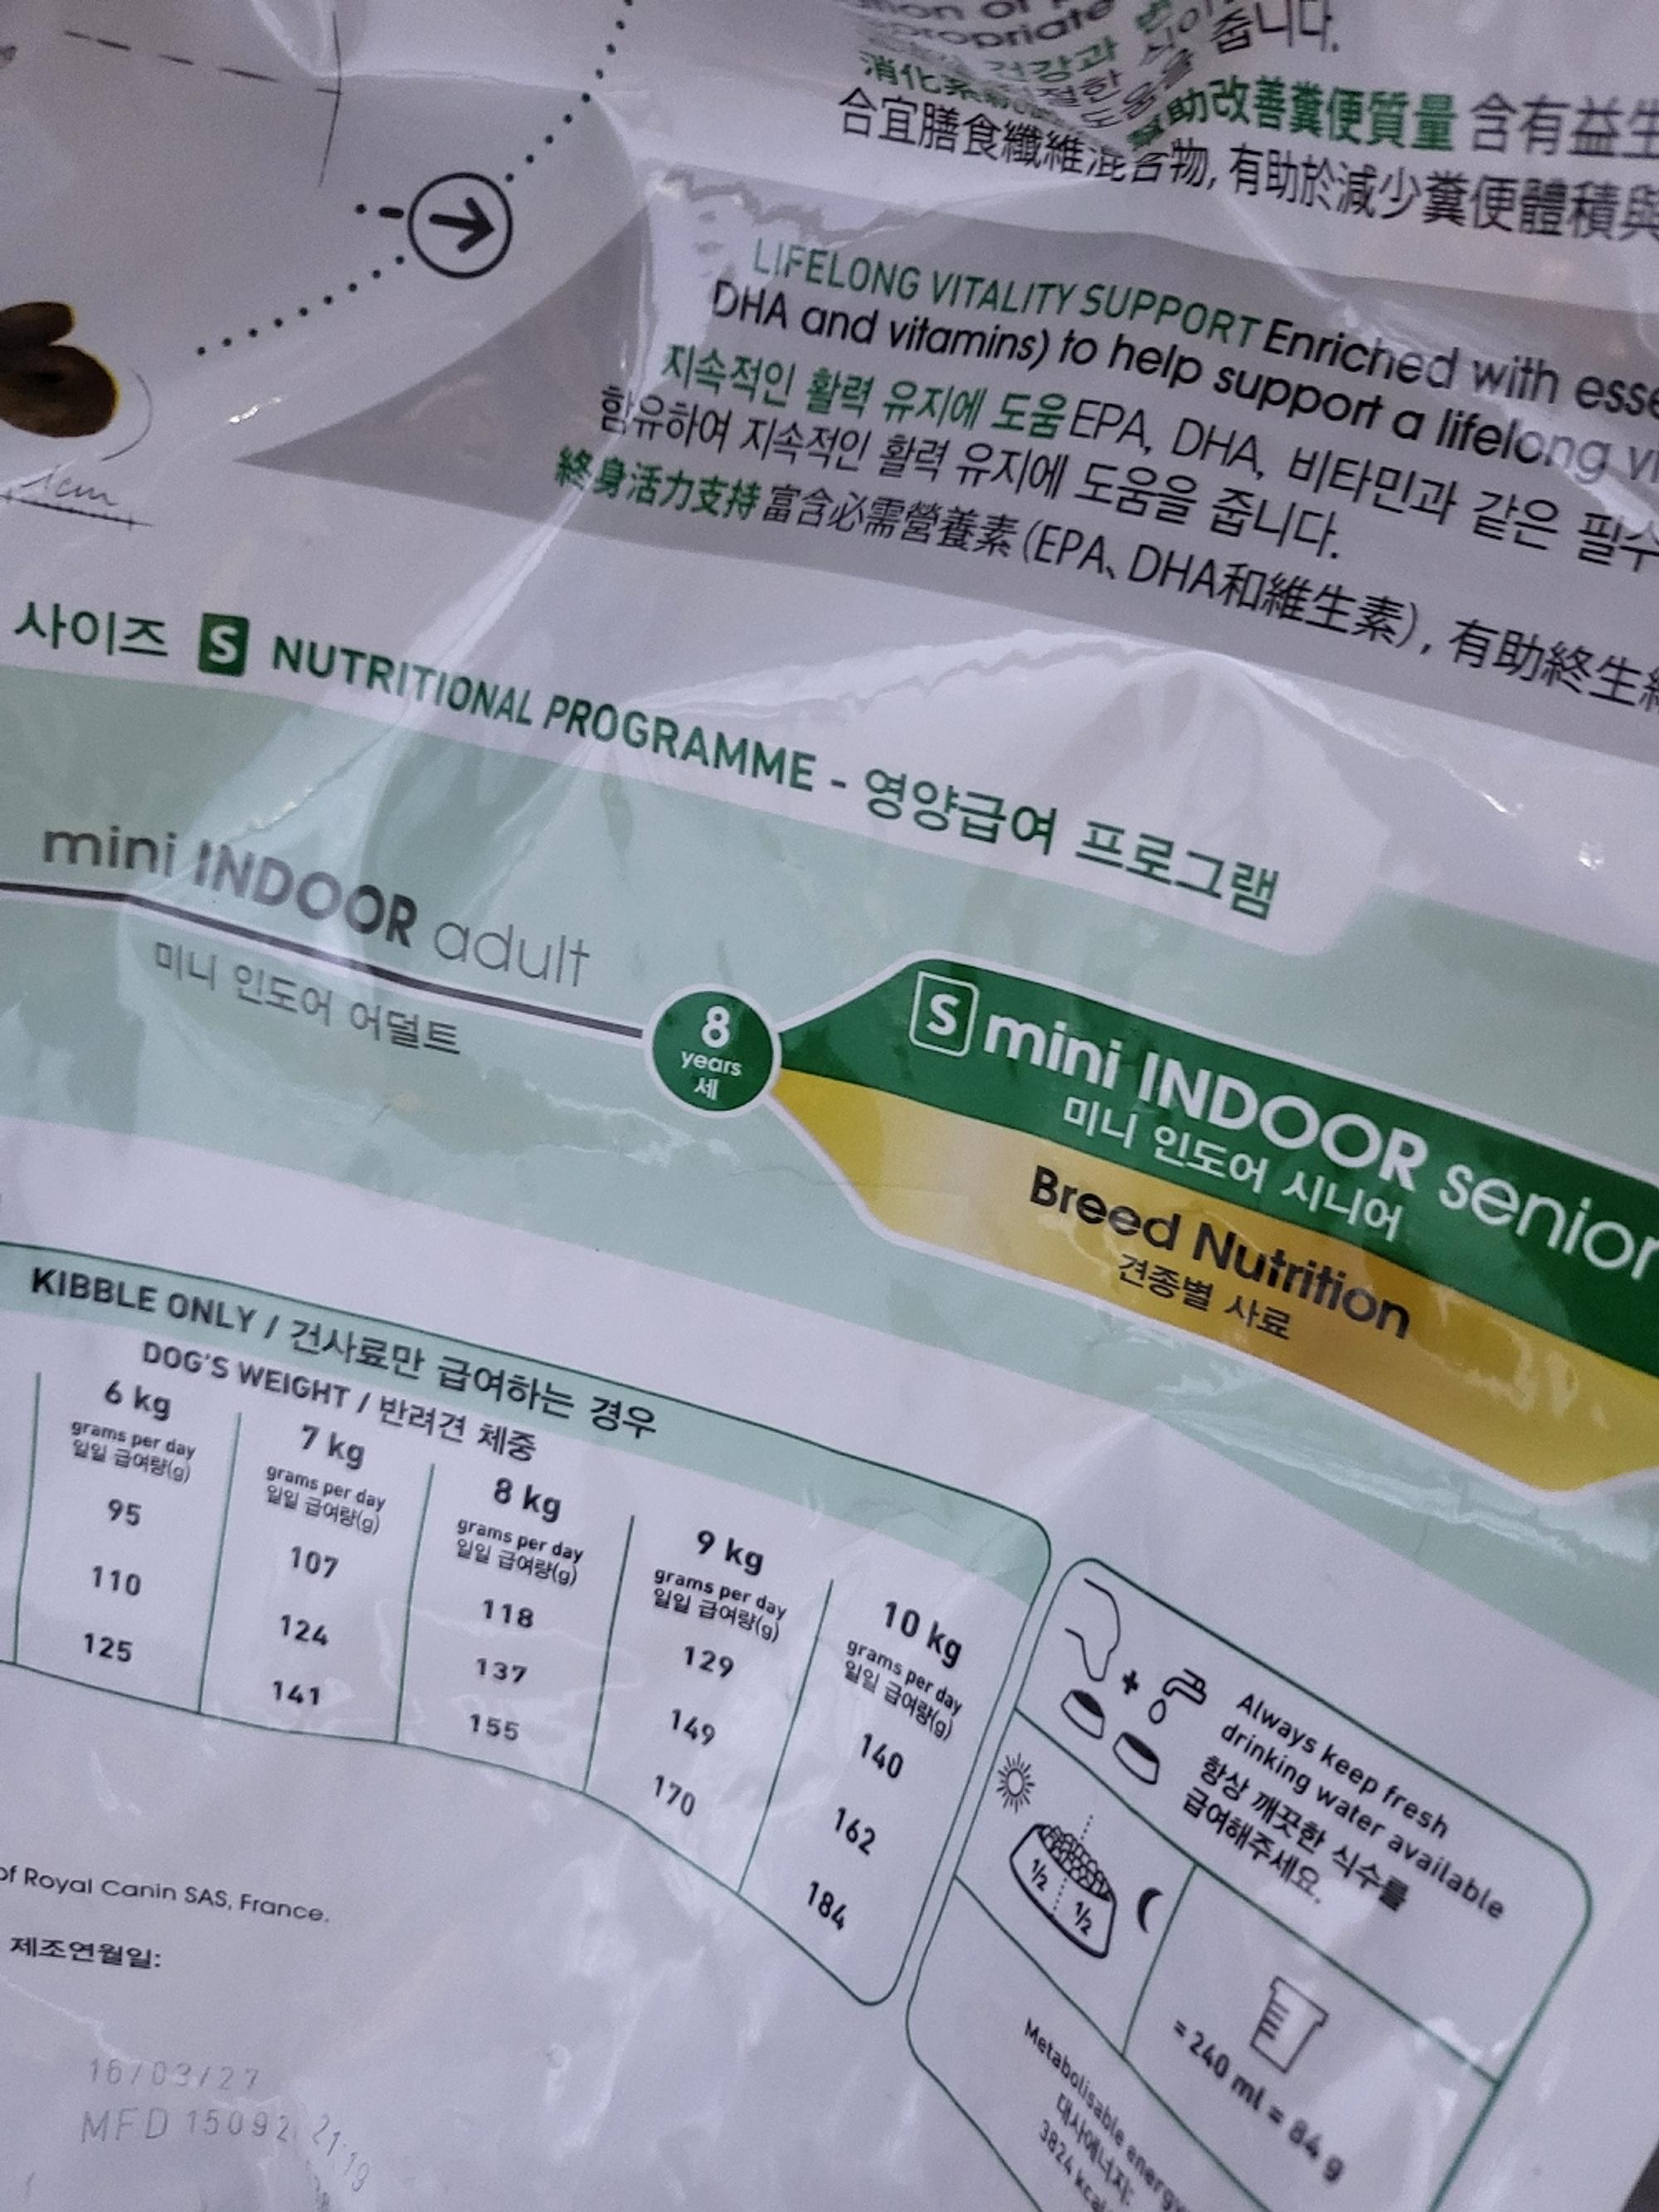 propriate
건강과
줍니다.
幫助改善糞便質量 含有益生
合宜膳食纖維混合物, 有助於減少糞便體積與
LIFELONG VITALITY SUPPORT Enriched with esse
DHA and vitamins) to help support a lifelong vi
지속적인 활력 유지에 도움 EPA, DHA, 비타민과 같은 필수
함유하여 지속적인 활력 유지에 도움을 줍니다.
終身活力支持 富含必需營養素 (EPA、DHA和維生素), 有助終生
1cm
사이즈 S NUTRITIONAL PROGRAMME - 영양급여 프로그램
mini INDOOR adult
미니 인도어 어덜트
8
years
세
S mini INDOOR senior
미니 인도어 시니어
Breed Nutrition
견종별 사료
KIBBLE ONLY / 건사료만 급여하는 경우
DOG'S WEIGHT / 반려견 체중
6 kg 7 kg 8 kg 9 kg 10 kg
grams per day grams per day grams per day grams per day grams per day
일일 급여량(g) 일일 급여량(g) 일일 급여량(g) 일일 급여량(g) 일일 급여량(g)
95 107 118 129 140
110 124 137 149 162
125 141 155 170 184
Always keep fresh
drinking water available
항상 깨끗한 식수를
급여해주세요.
1/2 1/2
= 240 ml = 84 g
Metabolisable energy
대사에너지:
3824 kcal
of Royal Canin SAS, France.
제조연월일:
16/03/27
MFD 15092 21:19